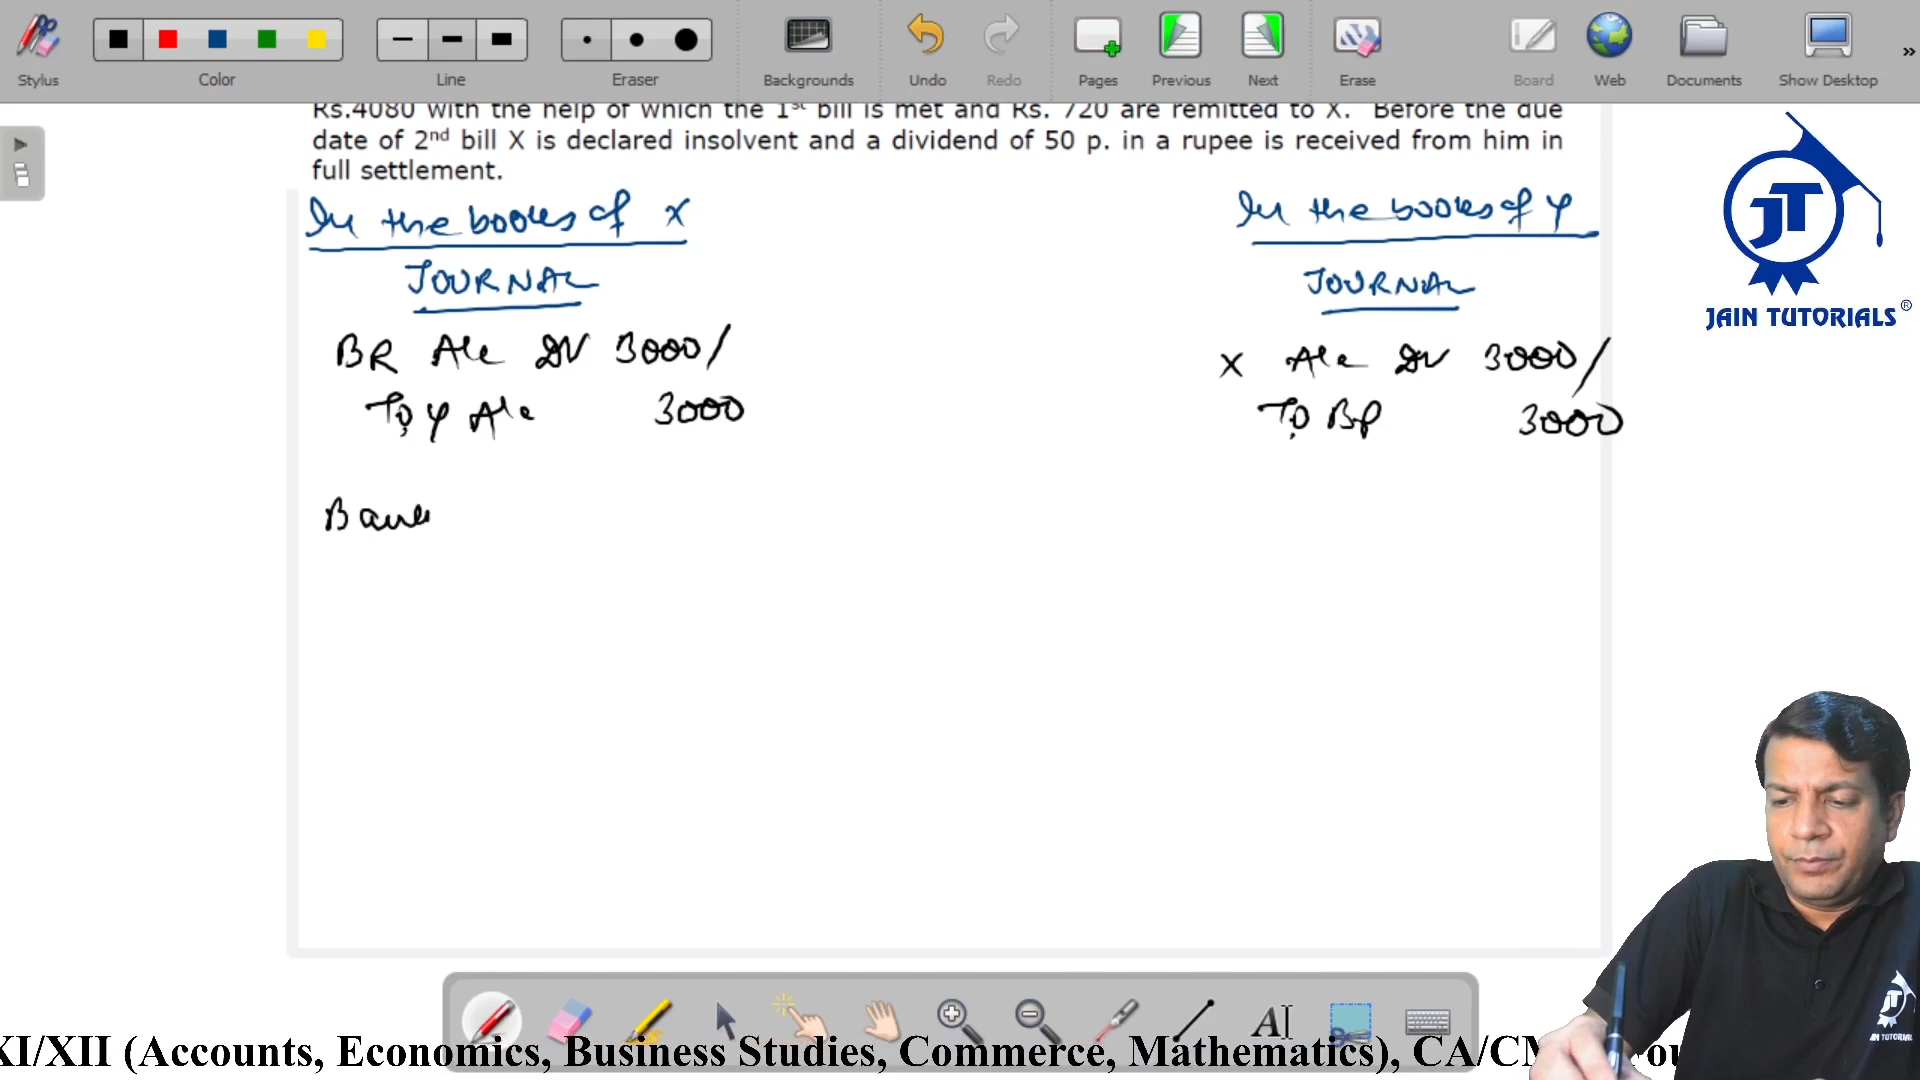 Stylus Color Line Eraser Backgrounds Undo Redo Pages Previous Next Erase Board Web Documents Show Desktop »
Rs.4080 with the help of which the 1st bill is met and Rs. 720 are remitted to X. Before the due
date of 2nd bill X is declared insolvent and a dividend of 50 p. in a rupee is received from him in
full settlement.
In the books of X
JOURNAL
BR A/c Dr 3000/
To Y A/c 3000
Bank
In the books of Y
JOURNAL
X A/c Dr 3000/
To BP 3000
JT
JAIN TUTORIALS®
XI/XII (Accounts, Economics, Business Studies, Commerce, Mathematics), CA/CM